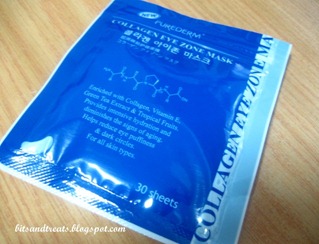 PUREDERM
COLLAGEN EYE ZONE MASK
콜라겐 아이존 마스크
Enriched with Collagen, Vitamin E,
Green Tea Extract & Tropical Fruits.
Provides intensive hydration and
diminishes the signs of aging.
Helps reduce eye puffiness
& dark circles.
For all skin types.
30 sheets
COLLAGEN EYE ZONE MA
bitsandtreats.blogspot.com